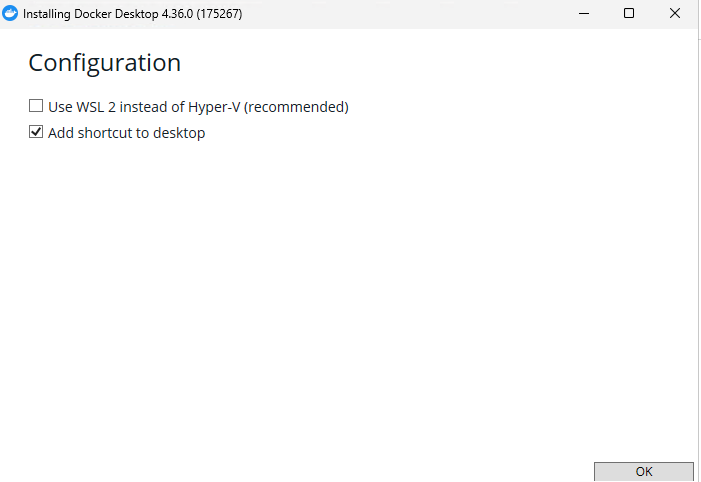 Installing Docker Desktop 4.36.0 (175267)
Configuration
Use WSL 2 instead of Hyper-V (recommended)
Add shortcut to desktop
OK